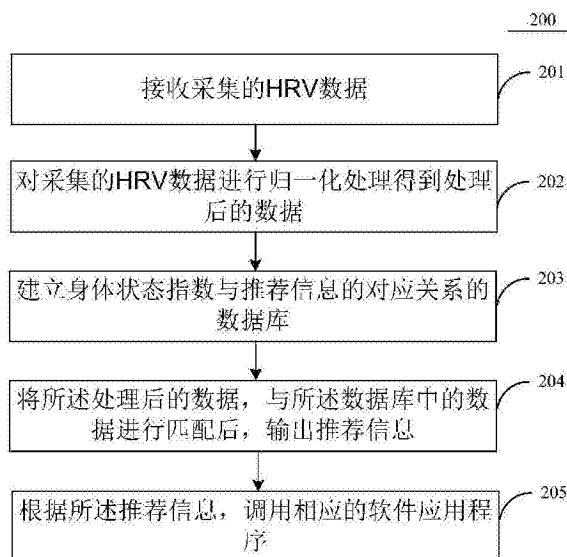 200
接收采集的HRV数据
201
对采集的HRV数据进行归一化处理得到处理
后的数据
202
建立身体状态指数与推荐信息的对应关系的
数据库
203
将所述处理后的数据，与所述数据库中的数
据进行匹配后，输出推荐信息
204
根据所述推荐信息，调用相应的软件应用程
序
205